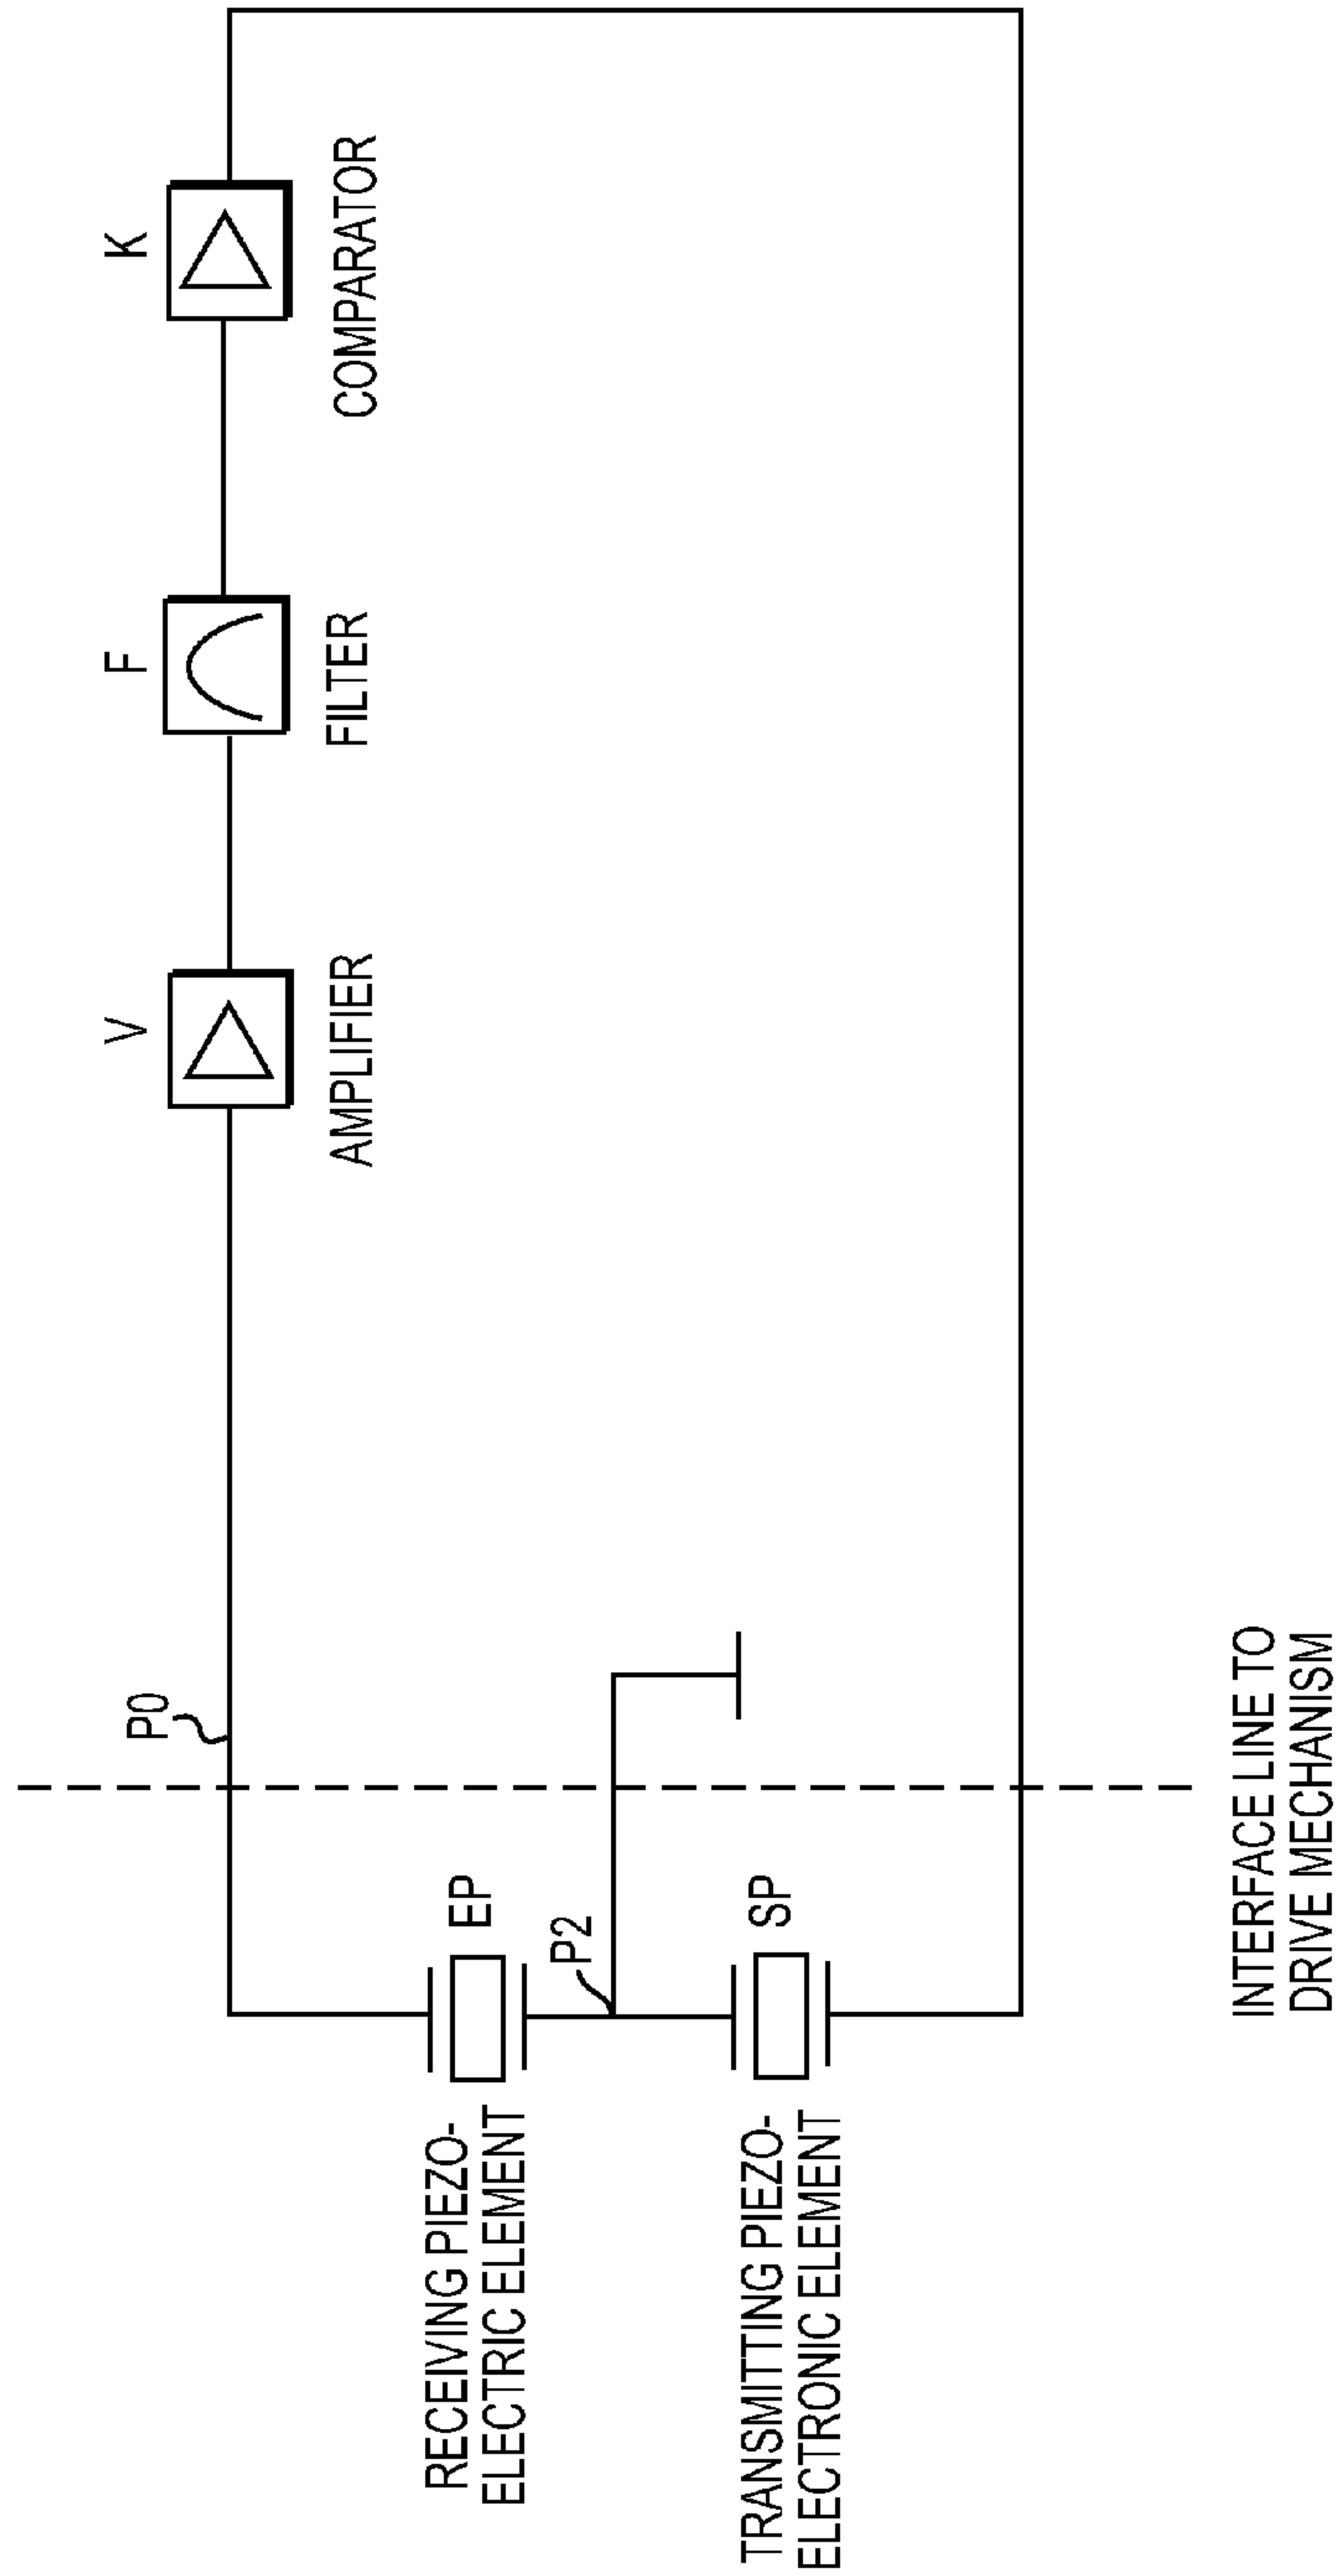 RECEIVING PIEZO-
ELECTRIC ELEMENT
EP
P2
TRANSMITTING PIEZO-
ELECTRONIC ELEMENT
SP
P0
INTERFACE LINE TO
DRIVE MECHANISM
V
AMPLIFIER
F
FILTER
K
COMPARATOR